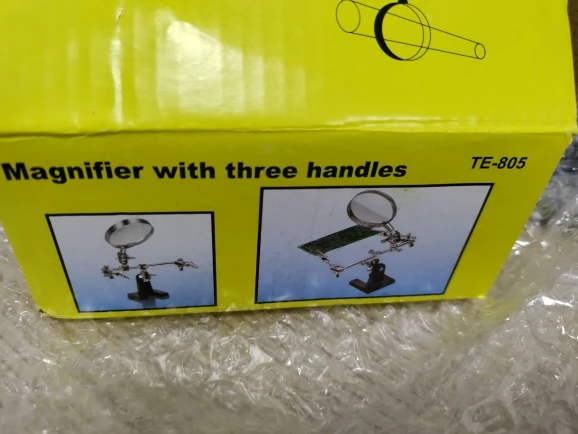 Magnifier with three handles
TE-805